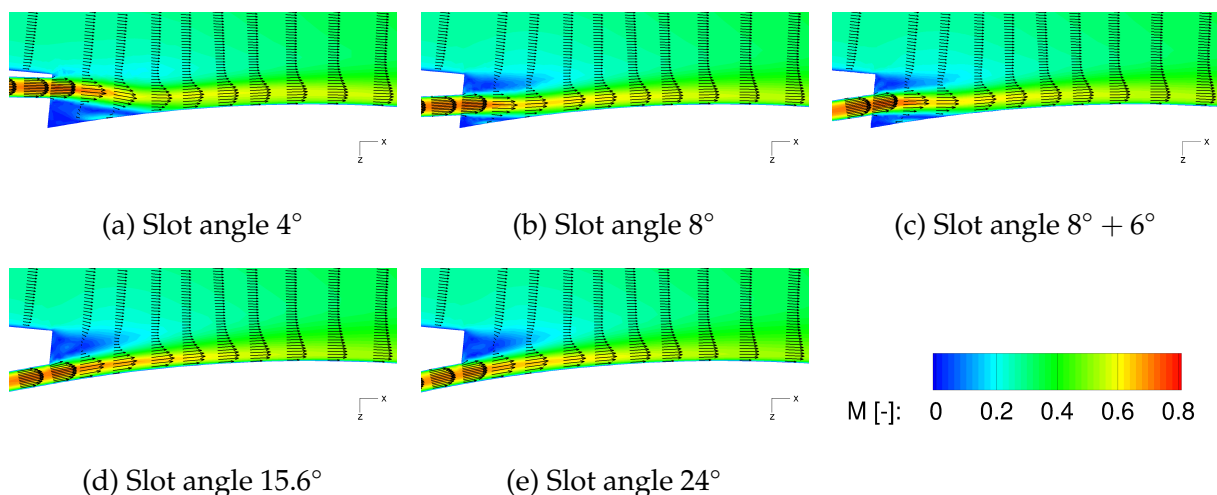 x
z
x
z
x
z
(a) Slot angle 4°
(b) Slot angle 8°
(c) Slot angle 8° + 6°
x
z
x
z
M [-]: 0 0.2 0.4 0.6 0.8
(d) Slot angle 15.6°
(e) Slot angle 24°